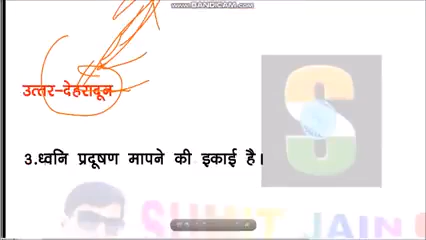 www.BANDICAM.com
उत्तर-देहरादून
3.ध्वनि प्रदूषण मापने की इकाई है।
S
SUMIT JAIN